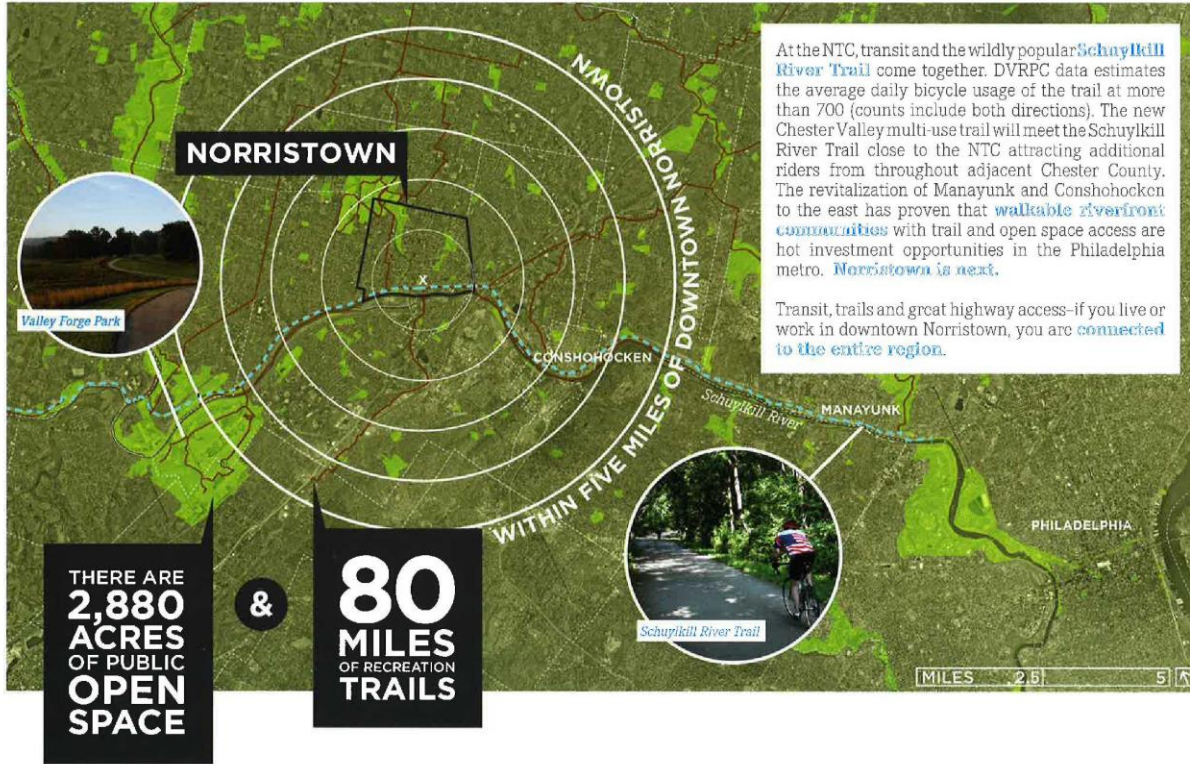 At the NTC, transit and the wildly popular Schuylkill
River Trail come together. DVRPC data estimates
the average daily bicycle usage of the trail at more
than 700 (counts include both directions). The new
Chester Valley multi-use trail will meet the Schuylkill
River Trail close to the NTC attracting additional
riders from throughout adjacent Chester County.
The revitalization of Manayunk and Conshohocken
to the east has proven that walkable riverfront
communities with trail and open space access are
hot investment opportunities in the Philadelphia
metro. Norristown is next.
Transit, trails and great highway access–if you live or
work in downtown Norristown, you are connected
to the entire region.
NORRISTOWN
WITHIN FIVE MILES OF DOWNTOWN NORRISTOWN
X
Valley Forge Park
CONSHOHOCKEN
Schuylkill River
MANAYUNK
PHILADELPHIA
Schuylkill River Trail
THERE ARE
2,880
ACRES
OF PUBLIC
OPEN
SPACE
&
80
MILES
OF RECREATION
TRAILS
MILES 2.5 5